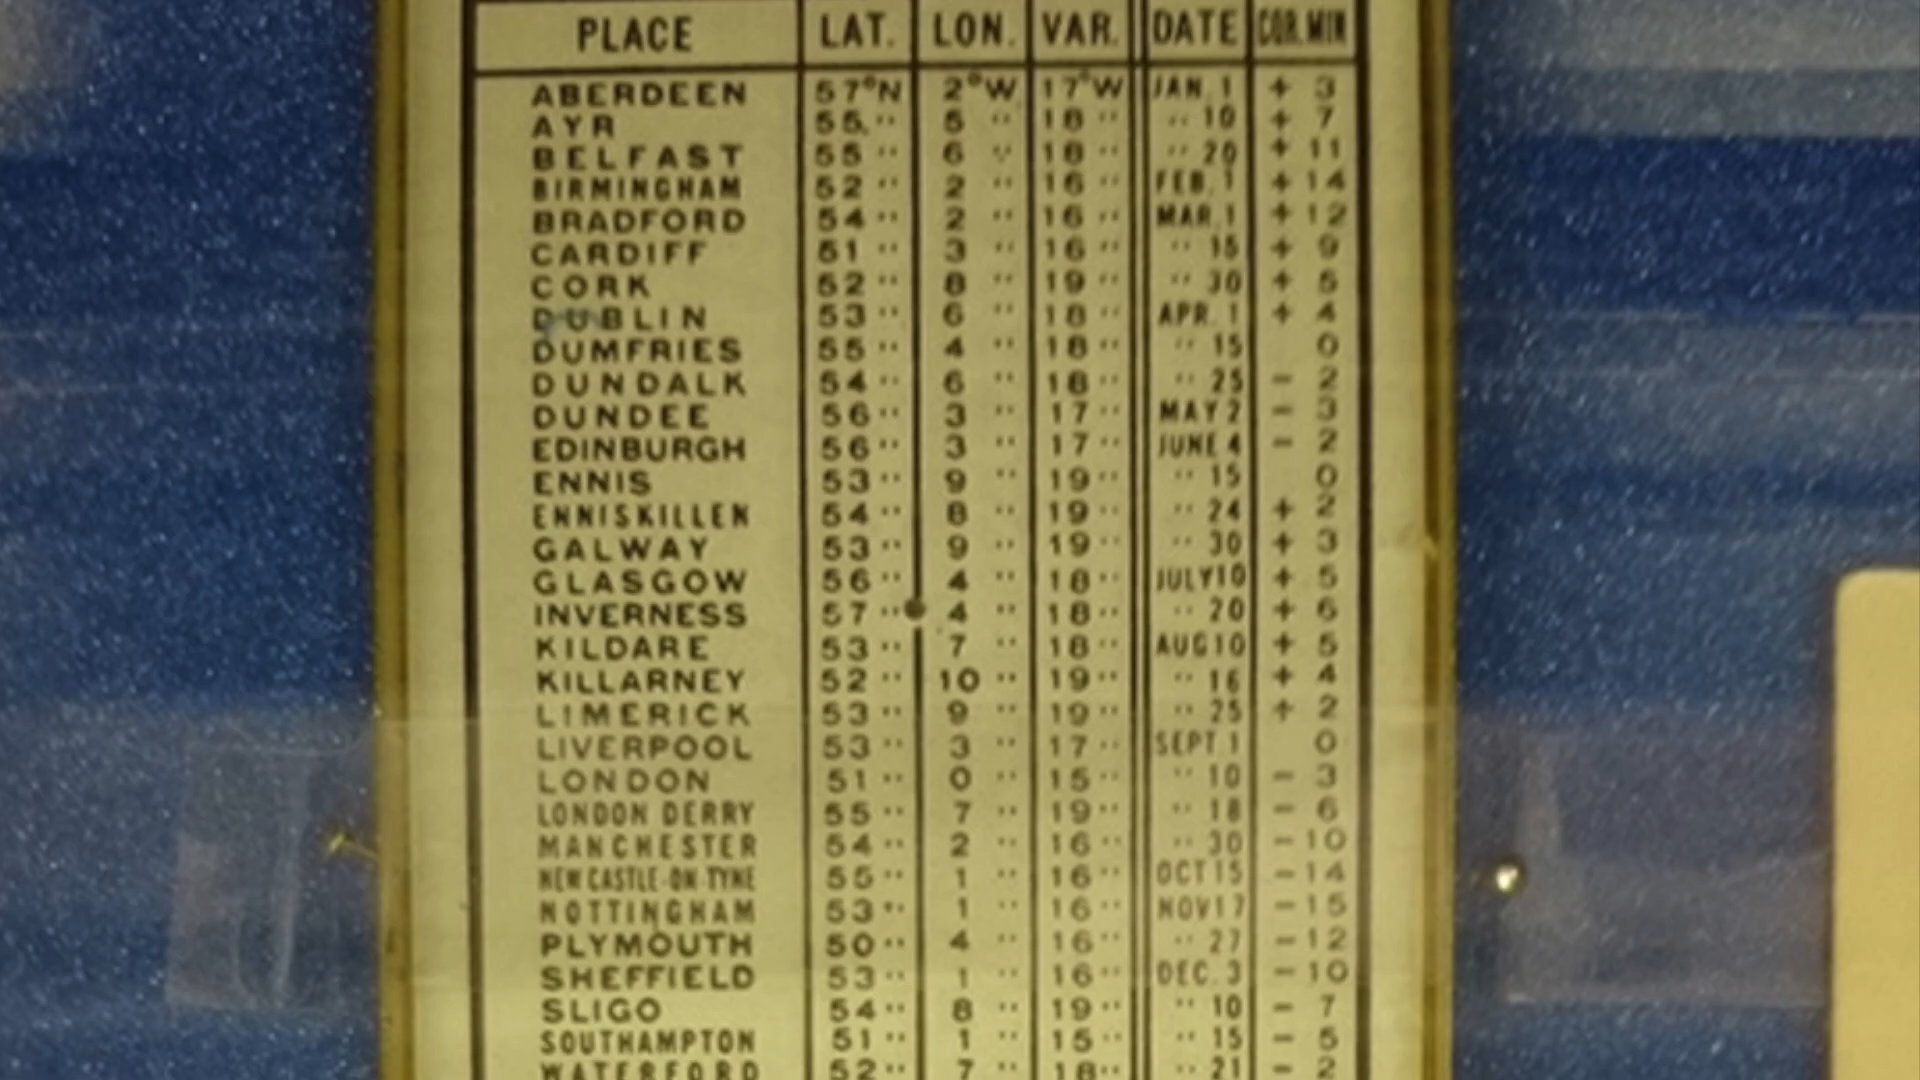 PLACE LAT. LON. VAR. DATE COR.MIN
ABERDEEN 57°N 2°W 17°W JAN.1 + 3
AYR 55.·· 5 ·· 18 ·· ·· 10 + 7
BELFAST 55 ·· 6 ·· 18 ·· ·· 20 + 11
BIRMINGHAM 52 ·· 2 ·· 16 ·· FEB.1 + 14
BRADFORD 54 ·· 2 ·· 16 ·· MAR.1 + 12
CARDIFF 51 ·· 3 ·· 16 ·· ·· 15 + 9
CORK 52 ·· 8 ·· 19 ·· ·· 30 + 5
DUBLIN 53 ·· 6 ·· 18 ·· APR.1 + 4
DUMFRIES 55 ·· 4 ·· 18 ·· ·· 15 0
DUNDALK 54 ·· 6 ·· 18 ·· ·· 25 - 2
DUNDEE 56 ·· 3 ·· 17 ·· MAY 2 - 3
EDINBURGH 56 ·· 3 ·· 17 ·· JUNE 4 - 2
ENNIS 53 ·· 9 ·· 19 ·· ·· 15 0
ENNISKILLEN 54 ·· 8 ·· 19 ·· ·· 24 + 2
GALWAY 53 ·· 9 ·· 19 ·· ·· 30 + 3
GLASGOW 56 ·· 4 ·· 18 ·· JULY 10 + 5
INVERNESS 57 ·· 4 ·· 18 ·· ·· 20 + 6
KILDARE 53 ·· 7 ·· 18 ·· AUG 10 + 5
KILLARNEY 52 ·· 10 ·· 19 ·· ·· 16 + 4
LIMERICK 53 ·· 9 ·· 19 ·· ·· 25 + 2
LIVERPOOL 53 ·· 3 ·· 17 ·· SEPT.1 0
LONDON 51 ·· 0 ·· 15 ·· ·· 10 - 3
LONDON DERRY 55 ·· 7 ·· 19 ·· ·· 18 - 6
MANCHESTER 54 ·· 2 ·· 16 ·· ·· 30 - 10
NEWCASTLE-ON-TYNE 55 ·· 1 ·· 16 ·· OCT 15 - 14
NOTTINGHAM 53 ·· 1 ·· 16 ·· NOV 17 - 15
PLYMOUTH 50 ·· 4 ·· 16 ·· ·· 27 - 12
SHEFFIELD 53 ·· 1 ·· 16 ·· DEC. 3 - 10
SLIGO 54 ·· 8 ·· 19 ·· ·· 10 - 7
SOUTHAMPTON 51 ·· 1 ·· 15 ·· ·· 15 - 5
WATERFORD 52 ·· 7 ·· 18 ·· ·· 21 - 2